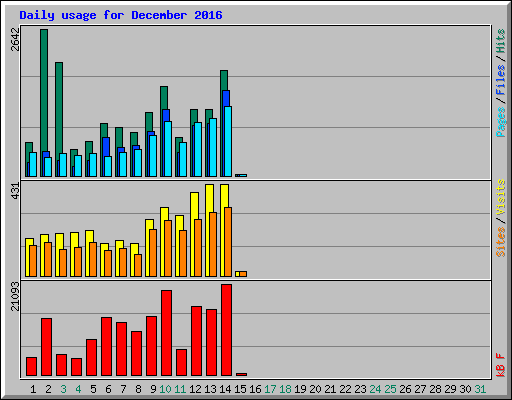 Daily usage for December 2016
2642
431
21093
Pages / Files / Hits
Sites / Visits
kB F
1 2 3 4 5 6 7 8 9 10 11 12 13 14 15 16 17 18 19 20 21 22 23 24 25 26 27 28 29 30 31